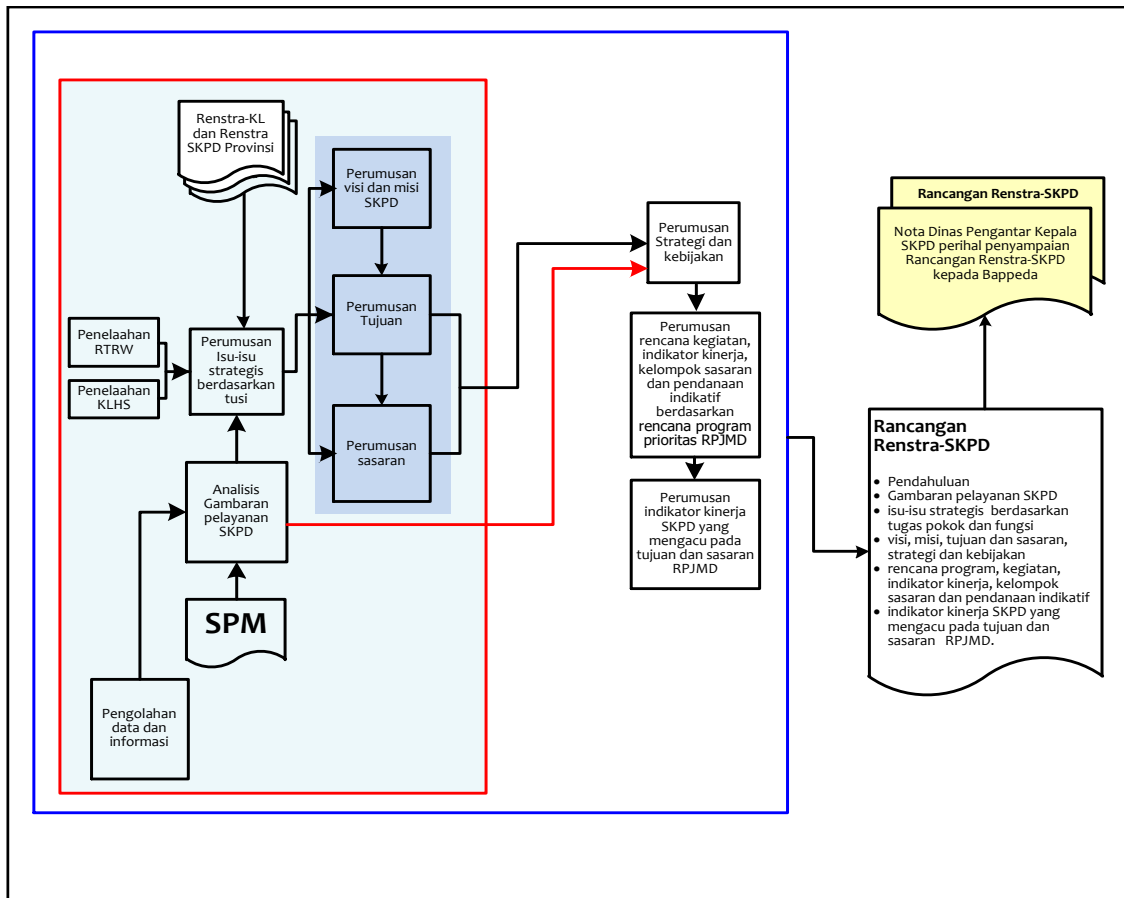 Renstra-KL
dan Renstra
SKPD Provinsi
Perumusan
visi dan misi
SKPD
Perumusan
Tujuan
Perumusan
sasaran
Penelaahan
RTRW
Penelaahan
KLHS
Perumusan
Isu-isu
strategis
berdasarkan
tusi
Analisis
Gambaran
pelayanan
SKPD
SPM
Pengolahan
data dan
informasi
Perumusan
Strategi dan
kebijakan
Perumusan
rencana kegiatan,
indikator kinerja,
kelompok sasaran
dan pendanaan
indikatif
berdasarkan
rencana program
prioritas RPJMD
Perumusan
indikator kinerja
SKPD yang
mengacu pada
tujuan dan sasaran
RPJMD
Rancangan Renstra-SKPD
Nota Dinas Pengantar Kepala
SKPD perihal penyampaian
Rancangan Renstra-SKPD
kepada Bappeda
Rancangan
Renstra-SKPD
• Pendahuluan
• Gambaran pelayanan SKPD
• isu-isu strategis berdasarkan
tugas pokok dan fungsi
• visi, misi, tujuan dan sasaran,
strategi dan kebijakan
• rencana program, kegiatan,
indikator kinerja, kelompok
sasaran dan pendanaan indikatif
• indikator kinerja SKPD yang
mengacu pada tujuan dan
sasaran RPJMD.